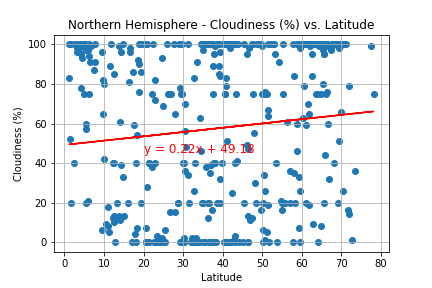 Northern Hemisphere - Cloudiness (%) vs. Latitude
Cloudiness (%)
100
80
60
40
20
0
y = 0.22x + 49.18
0 10 20 30 40 50 60 70 80
Latitude